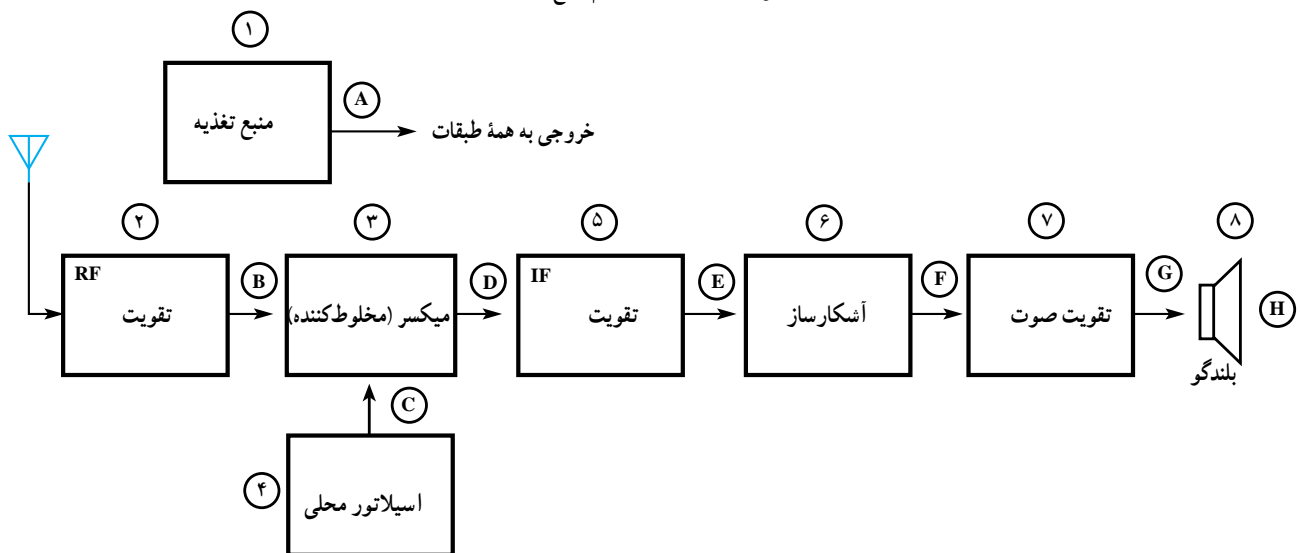 ۱
منبع تغذیه
A
خروجی به همهٔ طبقات
۲
۳
۵
۶
۷
۸
RF
تقویت
B
میکسر (مخلوط‌کننده)
D
IF
تقویت
E
آشکارساز
F
تقویت صوت
G
H
بلندگو
C
۴
اسیلاتور محلی